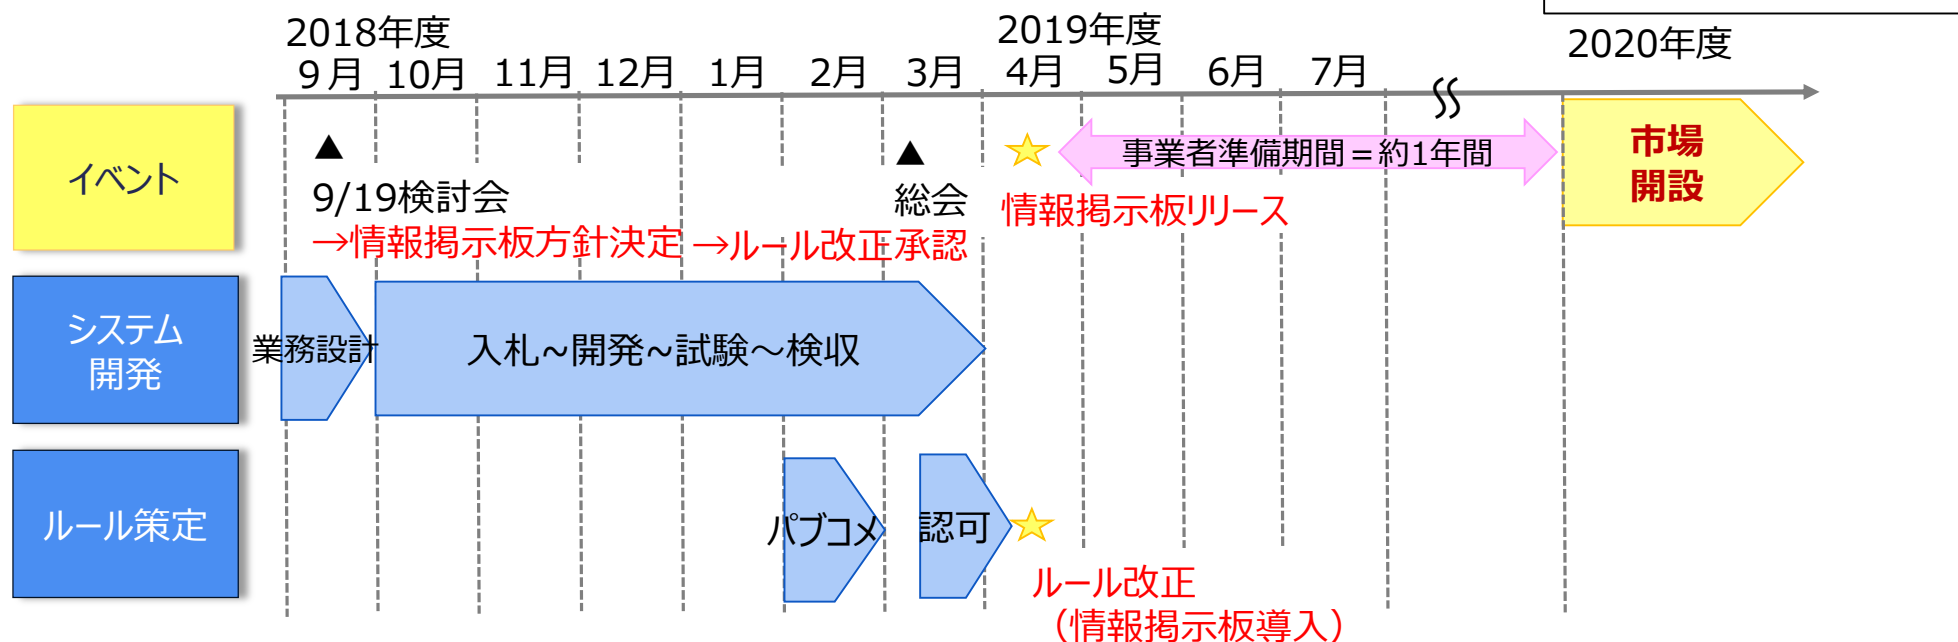 2018年度
2019年度
2020年度
9月 10月 11月 12月 1月 2月 3月 4月 5月 6月 7月
イベント
▲
▲
事業者準備期間＝約1年間
市場
開設
9/19検討会
総会
情報掲示板リリース
→情報掲示板方針決定
→ルール改正承認
システム
開発
業務設計
入札~開発~試験～検収
ルール策定
パブコメ
認可
ルール改正
（情報掲示板導入）